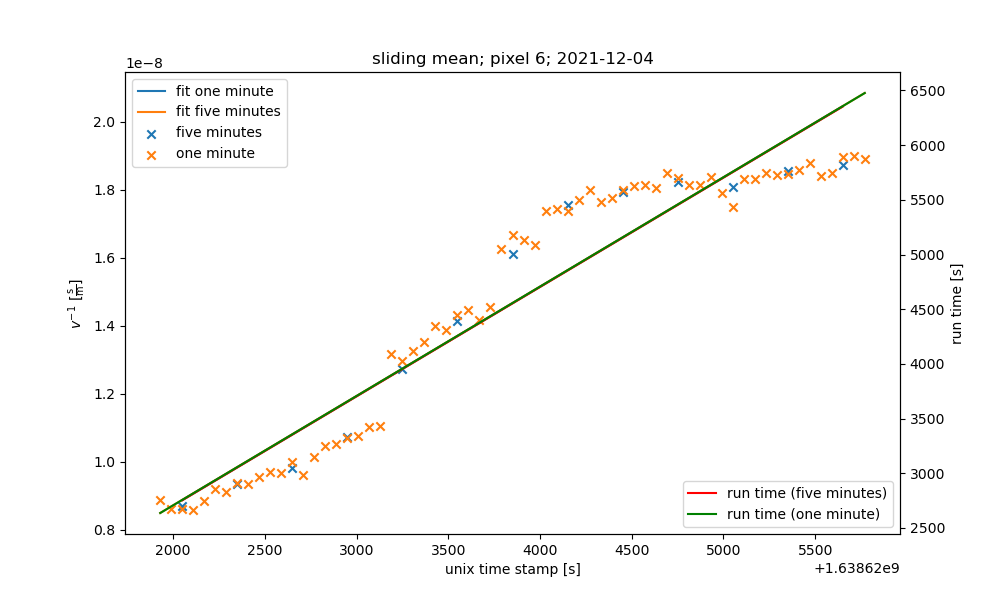 sliding mean; pixel 6; 2021-12-04
1e−8
fit one minute
fit five minutes
five minutes
one minute
2.0
1.8
1.6
1.4
1.2
1.0
0.8
v⁻¹ [s/m]
6500
6000
5500
5000
4500
4000
3500
3000
2500
run time [s]
run time (five minutes)
run time (one minute)
2000 2500 3000 3500 4000 4500 5000 5500
unix time stamp [s]
+1.63862e9